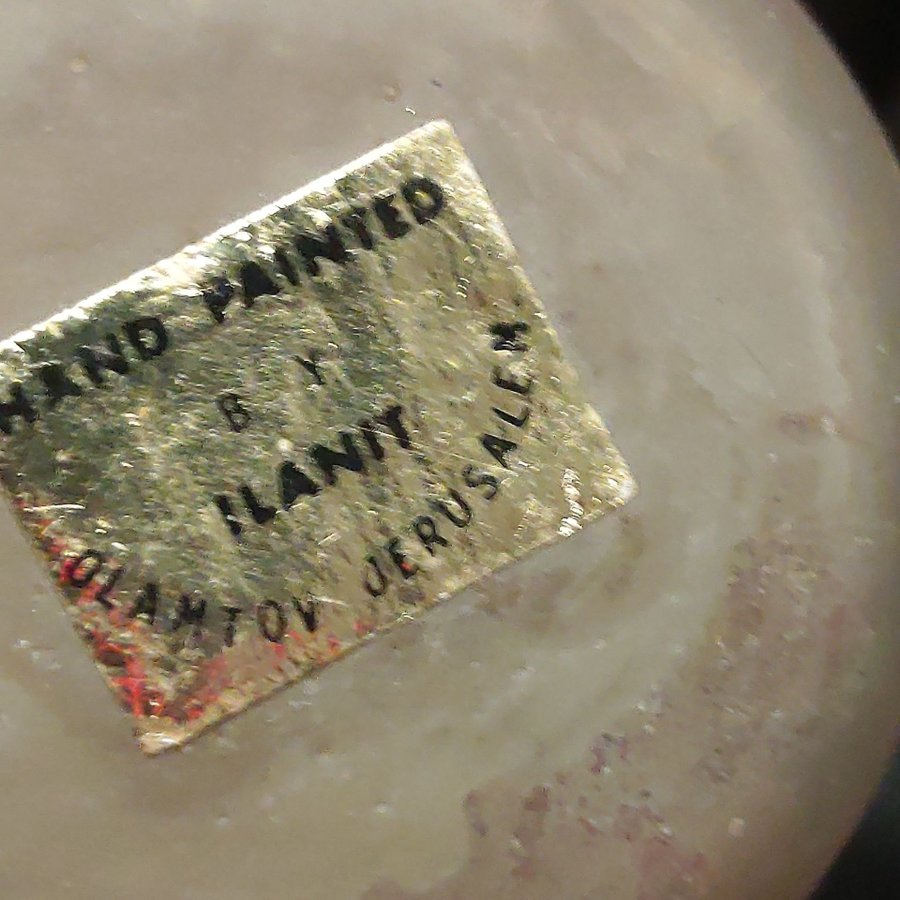 HAND PAINTED
BY
ILANIT
OLAMTOV JERUSALEM